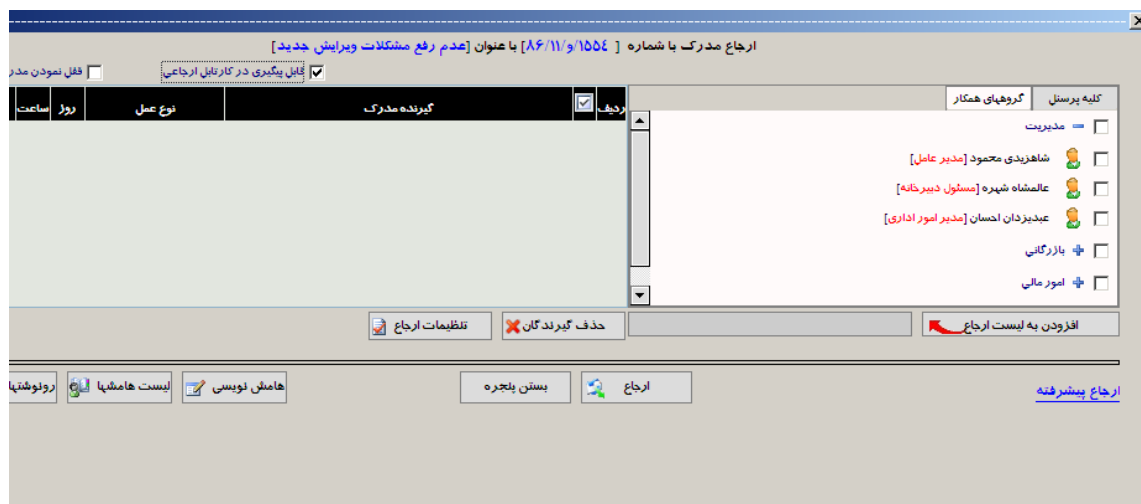 ارجاع مدرک با شماره [ ۸۶/۱۱/و/۱۵۵۴] با عنوان [عدم رفع مشکلات ویرایش جدید]
قابل پیگیری در کارتابل ارجاعی
قفل نمودن مدر
کلیه پرسنل
گروههای همکار
ردیف
گیرنده مدرک
نوع عمل
روز
ساعت
مدیریت
شاهزیدی محمود [مدیر عامل]
عالمشاه شهره [مسئول دبیرخانه]
عبدیزدان احسان [مدیر امور اداری]
بازرگانی
امور مالی
افزودن به لیست ارجاع
حذف گیرندگان
تنظیمات ارجاع
ارجاع پیشرفته
ارجاع
بستن پنجره
هامش نویسی
لیست هامشها
رونوشتها